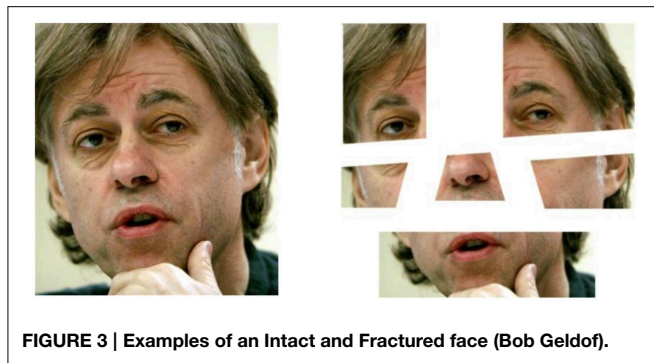 FIGURE 3 | Examples of an Intact and Fractured face (Bob Geldof).